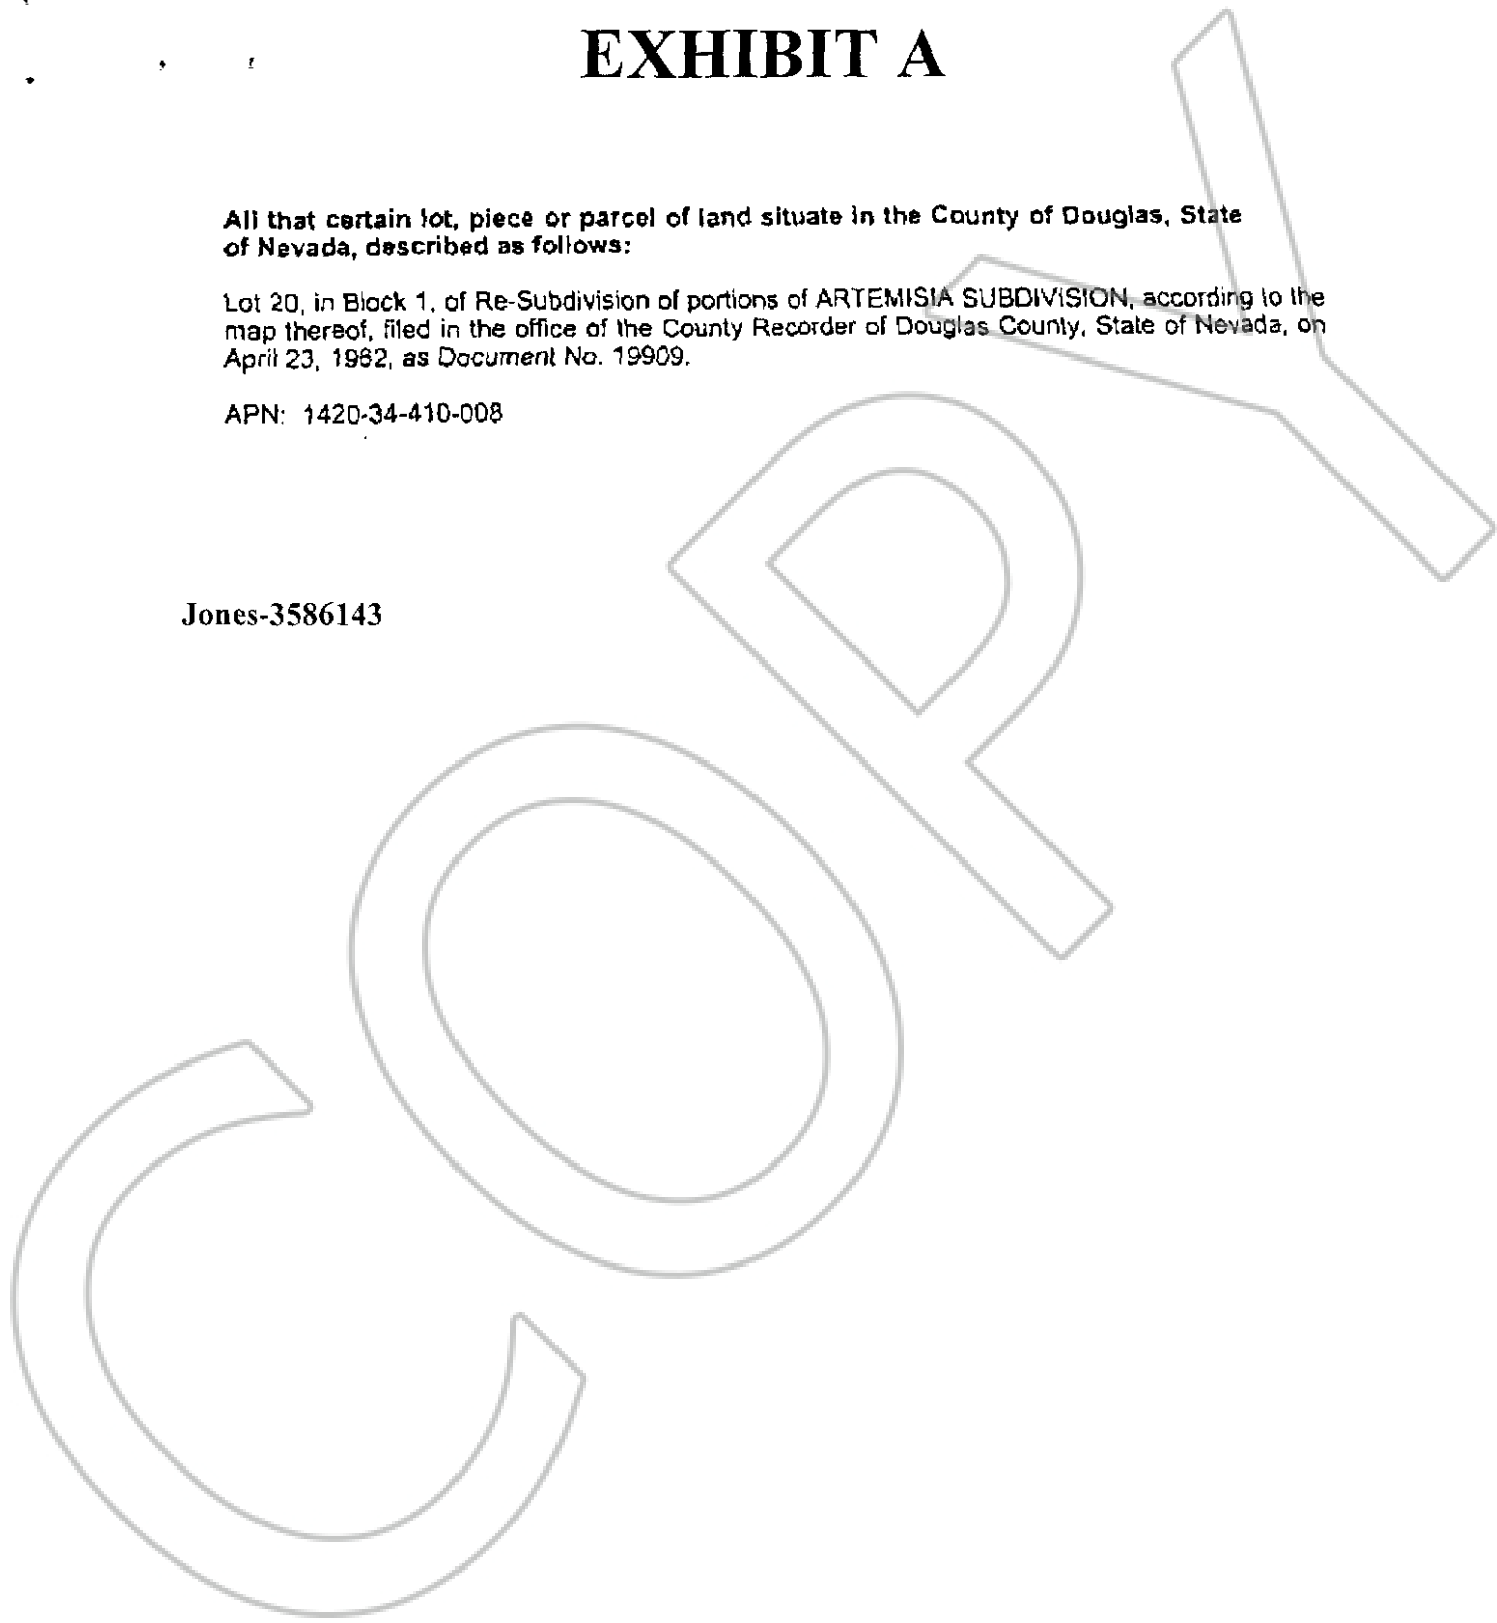 EXHIBIT A
All that certain lot, piece or parcel of land situate in the County of Douglas, State
of Nevada, described as follows:
Lot 20, in Block 1, of Re-Subdivision of portions of ARTEMISIA SUBDIVISION, according to the
map thereof, filed in the office of the County Recorder of Douglas County, State of Nevada, on
April 23, 1962, as Document No. 19909.
APN: 1420-34-410-008
Jones-3586143
COPY